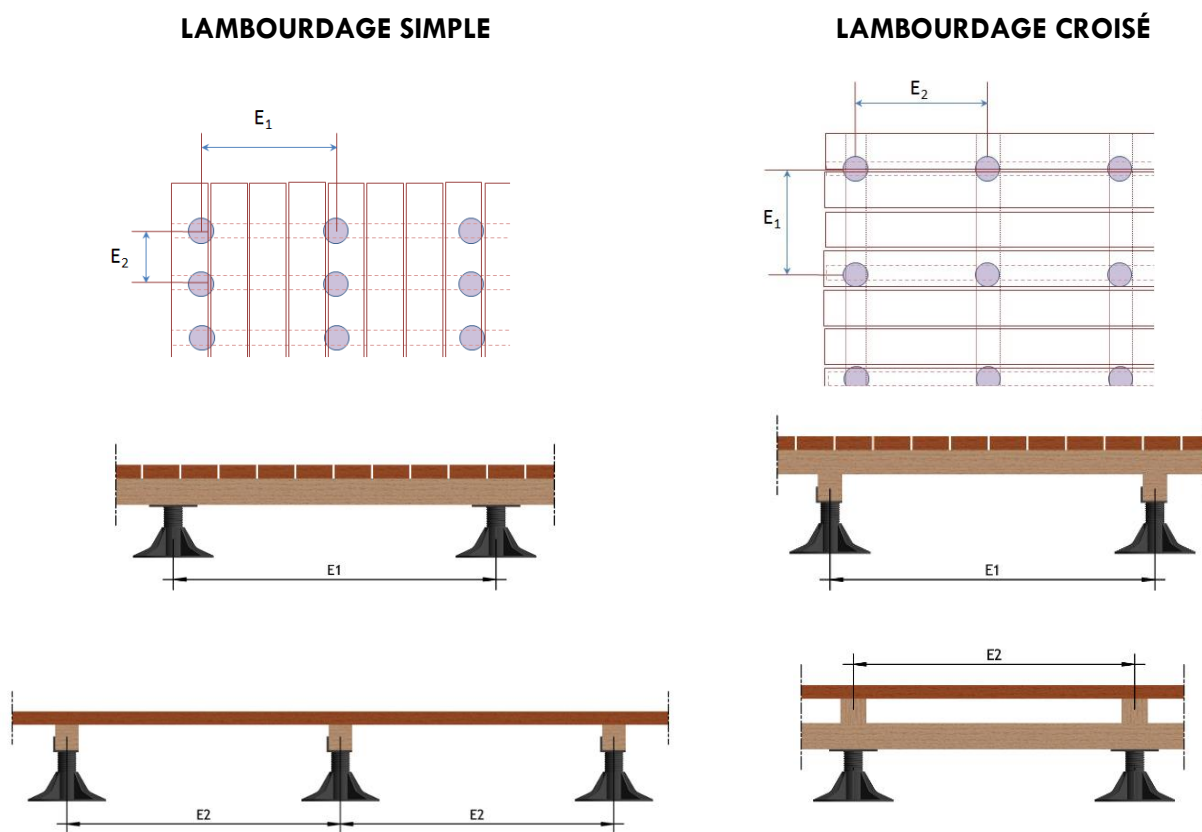 LAMBOURDAGE SIMPLE
E₁
E₂
E1
E2 E2
LAMBOURDAGE CROISÉ
E₂
E₁
E1
E2